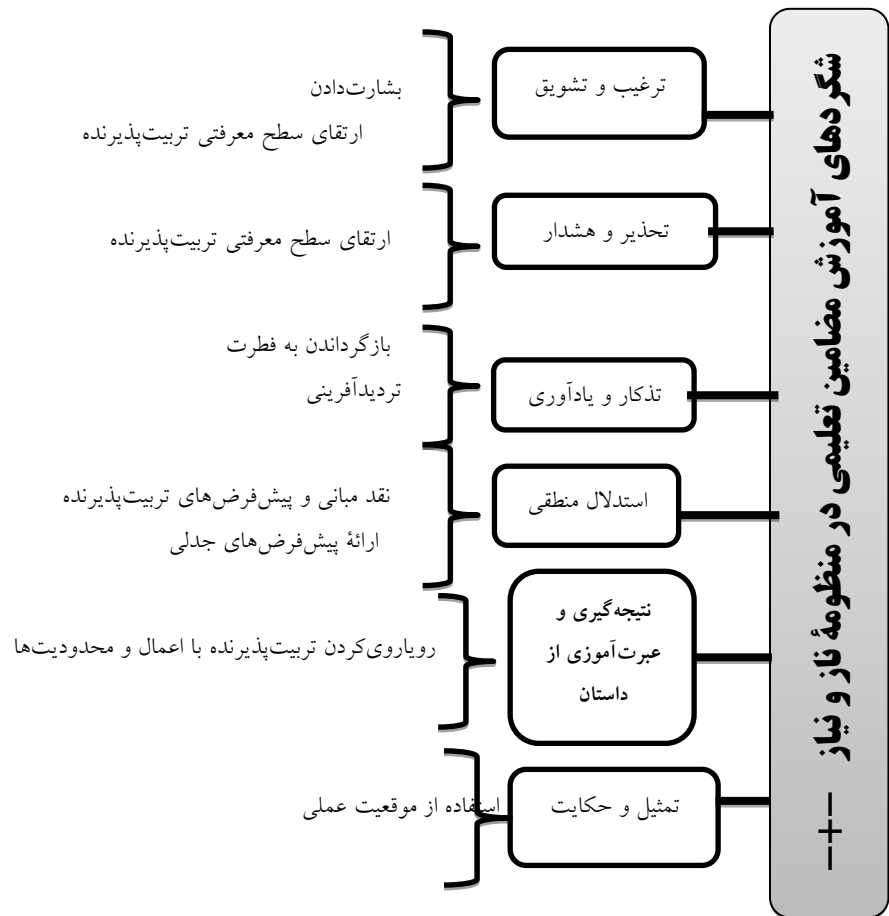 شگردهای آموزش مضامین تعلیمی در منظومهٔ ناز و نیاز
ترغیب و تشویق
بشارت‌دادن
ارتقای سطح معرفتی تربیت‌پذیرنده
تحذیر و هشدار
ارتقای سطح معرفتی تربیت‌پذیرنده
تذکار و یادآوری
بازگرداندن به فطرت
تردیدآفرینی
استدلال منطقی
نقد مبانی و پیش‌فرض‌های تربیت‌پذیرنده
ارائهٔ پیش‌فرض‌های جدلی
نتیجه‌گیری و
عبرت‌آموزی از
داستان
رویاروی‌کردن تربیت‌پذیرنده با اعمال و محدودیت‌ها
تمثیل و حکایت
استفاده از موقعیت عملی